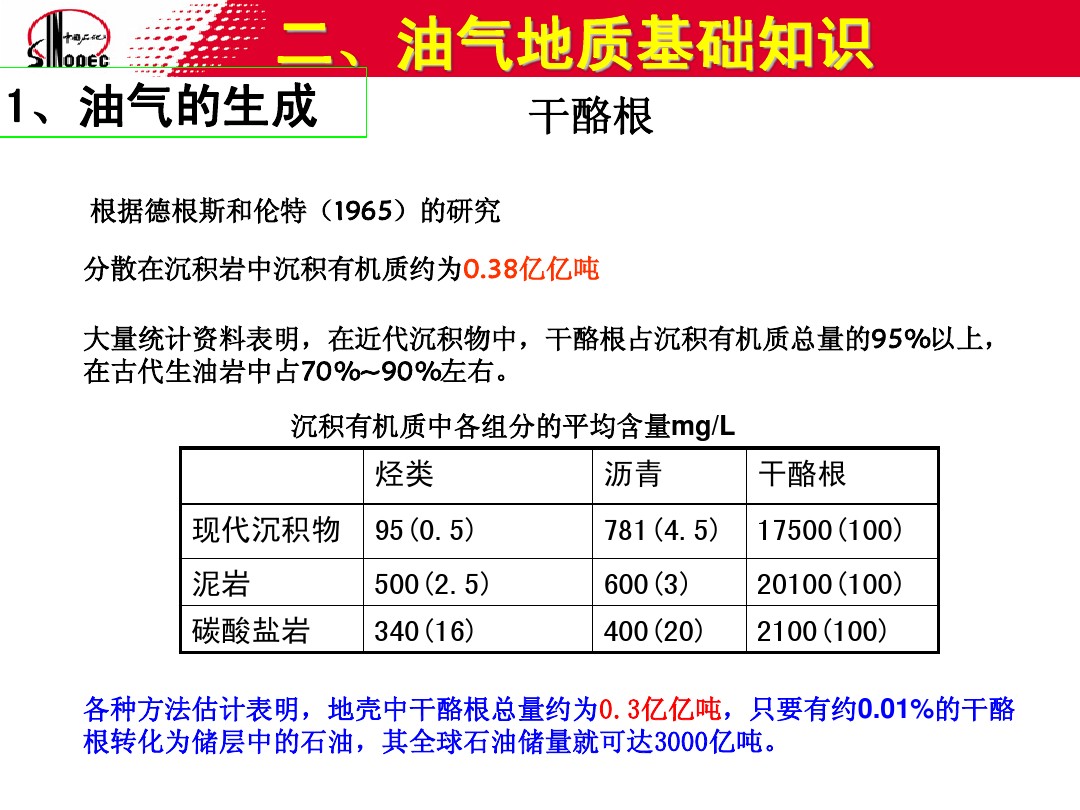 中国石化
SINOPEC
二、油气地质基础知识
1、油气的生成
干酪根
根据德根斯和伦特（1965）的研究
分散在沉积岩中沉积有机质约为0.38亿亿吨
大量统计资料表明，在近代沉积物中，干酪根占沉积有机质总量的95%以上，
在古代生油岩中占70%~90%左右。
沉积有机质中各组分的平均含量mg/L
烃类 沥青 干酪根
现代沉积物 95(0.5) 781(4.5) 17500(100)
泥岩 500(2.5) 600(3) 20100(100)
碳酸盐岩 340(16) 400(20) 2100(100)
各种方法估计表明，地壳中干酪根总量约为0.3亿亿吨，只要有约0.01%的干酪
根转化为储层中的石油，其全球石油储量就可达3000亿吨。